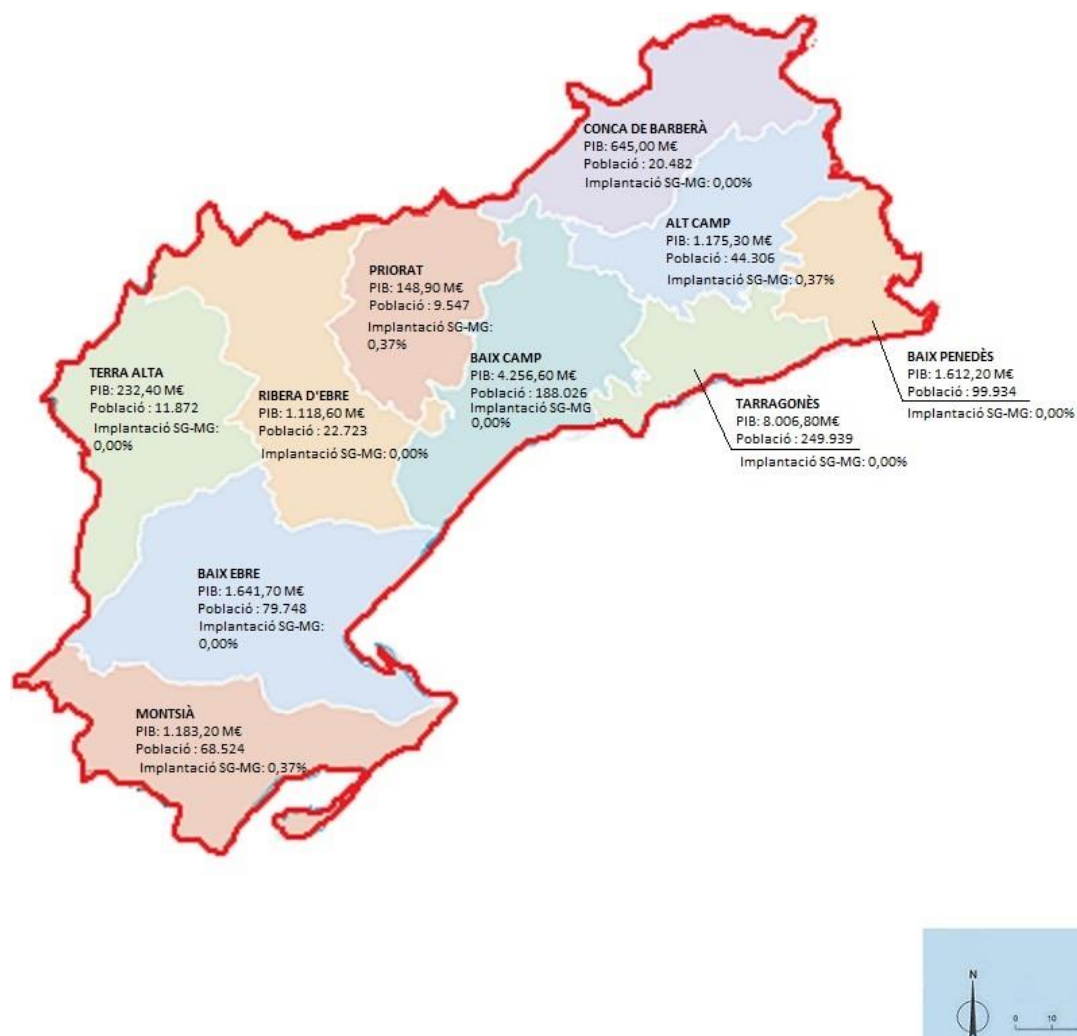 CONCA DE BARBERÀ
PIB: 645,00 M€
Població : 20.482
Implantació SG-MG: 0,00%
ALT CAMP
PIB: 1.175,30 M€
Població : 44.306
Implantació SG-MG: 0,37%
PRIORAT
PIB: 148,90 M€
Població : 9.547
Implantació SG-MG:
0,37%
BAIX CAMP
PIB: 4.256,60 M€
Població : 188.026
Implantació SG-MG
0,00%
BAIX PENEDÈS
PIB: 1.612,20 M€
Població : 99.934
Implantació SG-MG: 0,00%
TERRA ALTA
PIB: 232,40 M€
Població : 11.872
Implantació SG-MG:
0,00%
RIBERA D'EBRE
PIB: 1.118,60 M€
Població : 22.723
Implantació SG-MG: 0,00%
TARRAGONÈS
PIB: 8.006,80M€
Població : 249.939
Implantació SG-MG: 0,00%
BAIX EBRE
PIB: 1.641,70 M€
Població : 79.748
Implantació SG-MG:
0,00%
MONTSIÀ
PIB: 1.183,20 M€
Població : 68.524
Implantació SG-MG: 0,37%
N
0 10